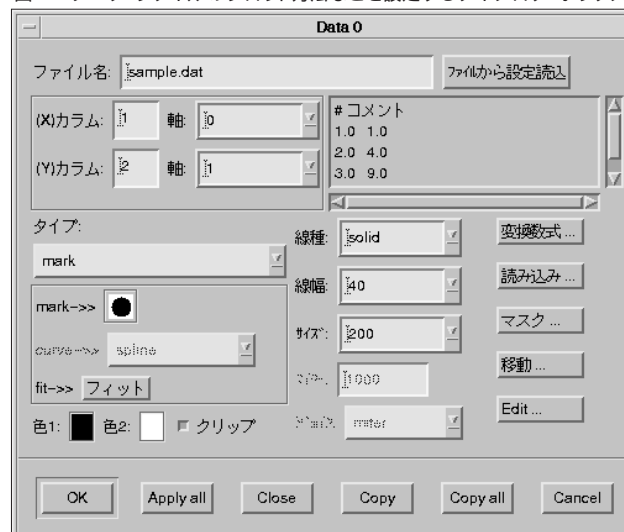 Data 0
ファイル名: sample.dat ファイルから設定読込
(X)カラム: 1 軸: 0
(Y)カラム: 2 軸: 1
# コメント
1.0 1.0
2.0 4.0
3.0 9.0
タイプ:
mark
mark->>
curve->> spline
fit->> フィット
色1: 色2: クリップ
線種: solid
線幅: 40
サイズ: 200
1000
miter
変換数式 ...
読み込み ...
マスク ...
移動 ...
Edit ...
OK Apply all Close Copy Copy all Cancel